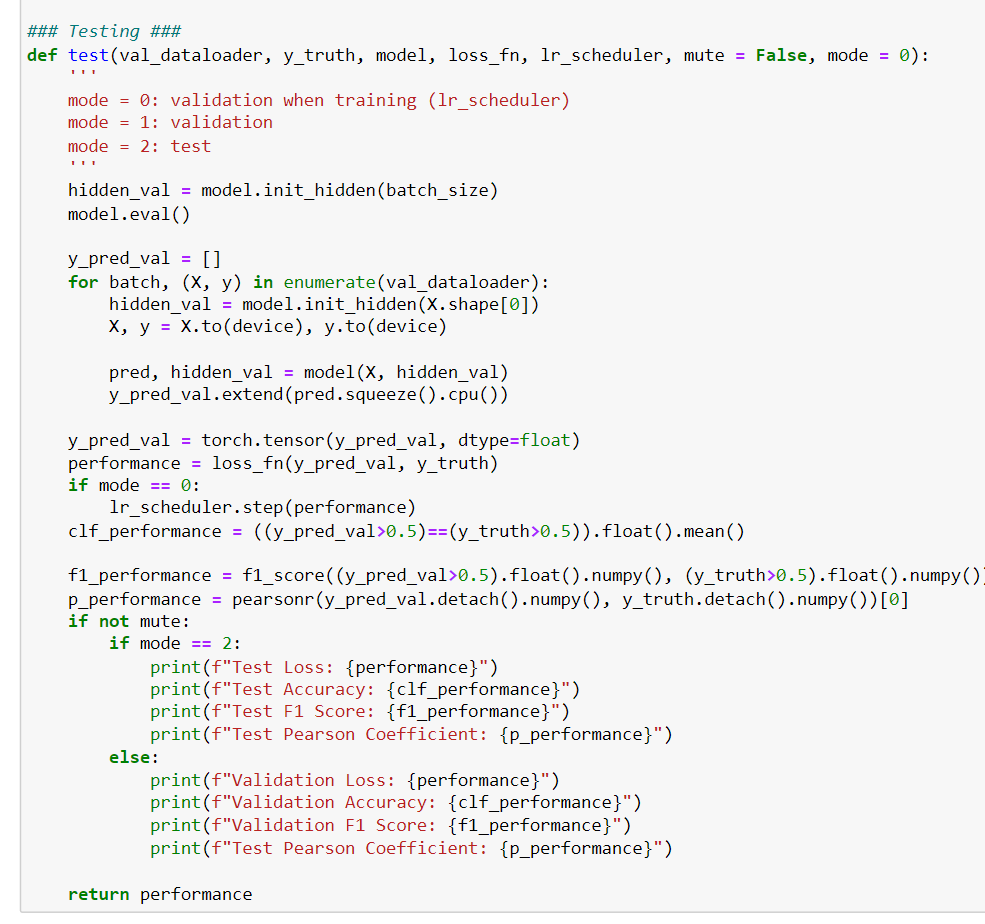 ### Testing ###
def test(val_dataloader, y_truth, model, loss_fn, lr_scheduler, mute = False, mode = 0):
    '''
    mode = 0: validation when training (lr_scheduler)
    mode = 1: validation
    mode = 2: test
    '''
    hidden_val = model.init_hidden(batch_size)
    model.eval()

    y_pred_val = []
    for batch, (X, y) in enumerate(val_dataloader):
        hidden_val = model.init_hidden(X.shape[0])
        X, y = X.to(device), y.to(device)

        pred, hidden_val = model(X, hidden_val)
        y_pred_val.extend(pred.squeeze().cpu())

    y_pred_val = torch.tensor(y_pred_val, dtype=float)
    performance = loss_fn(y_pred_val, y_truth)
    if mode == 0:
        lr_scheduler.step(performance)
    clf_performance = ((y_pred_val>0.5)==(y_truth>0.5)).float().mean()

    f1_performance = f1_score((y_pred_val>0.5).float().numpy(), (y_truth>0.5).float().numpy())
    p_performance = pearsonr(y_pred_val.detach().numpy(), y_truth.detach().numpy())[0]
    if not mute:
        if mode == 2:
            print(f"Test Loss: {performance}")
            print(f"Test Accuracy: {clf_performance}")
            print(f"Test F1 Score: {f1_performance}")
            print(f"Test Pearson Coefficient: {p_performance}")
        else:
            print(f"Validation Loss: {performance}")
            print(f"Validation Accuracy: {clf_performance}")
            print(f"Validation F1 Score: {f1_performance}")
            print(f"Test Pearson Coefficient: {p_performance}")

    return performance